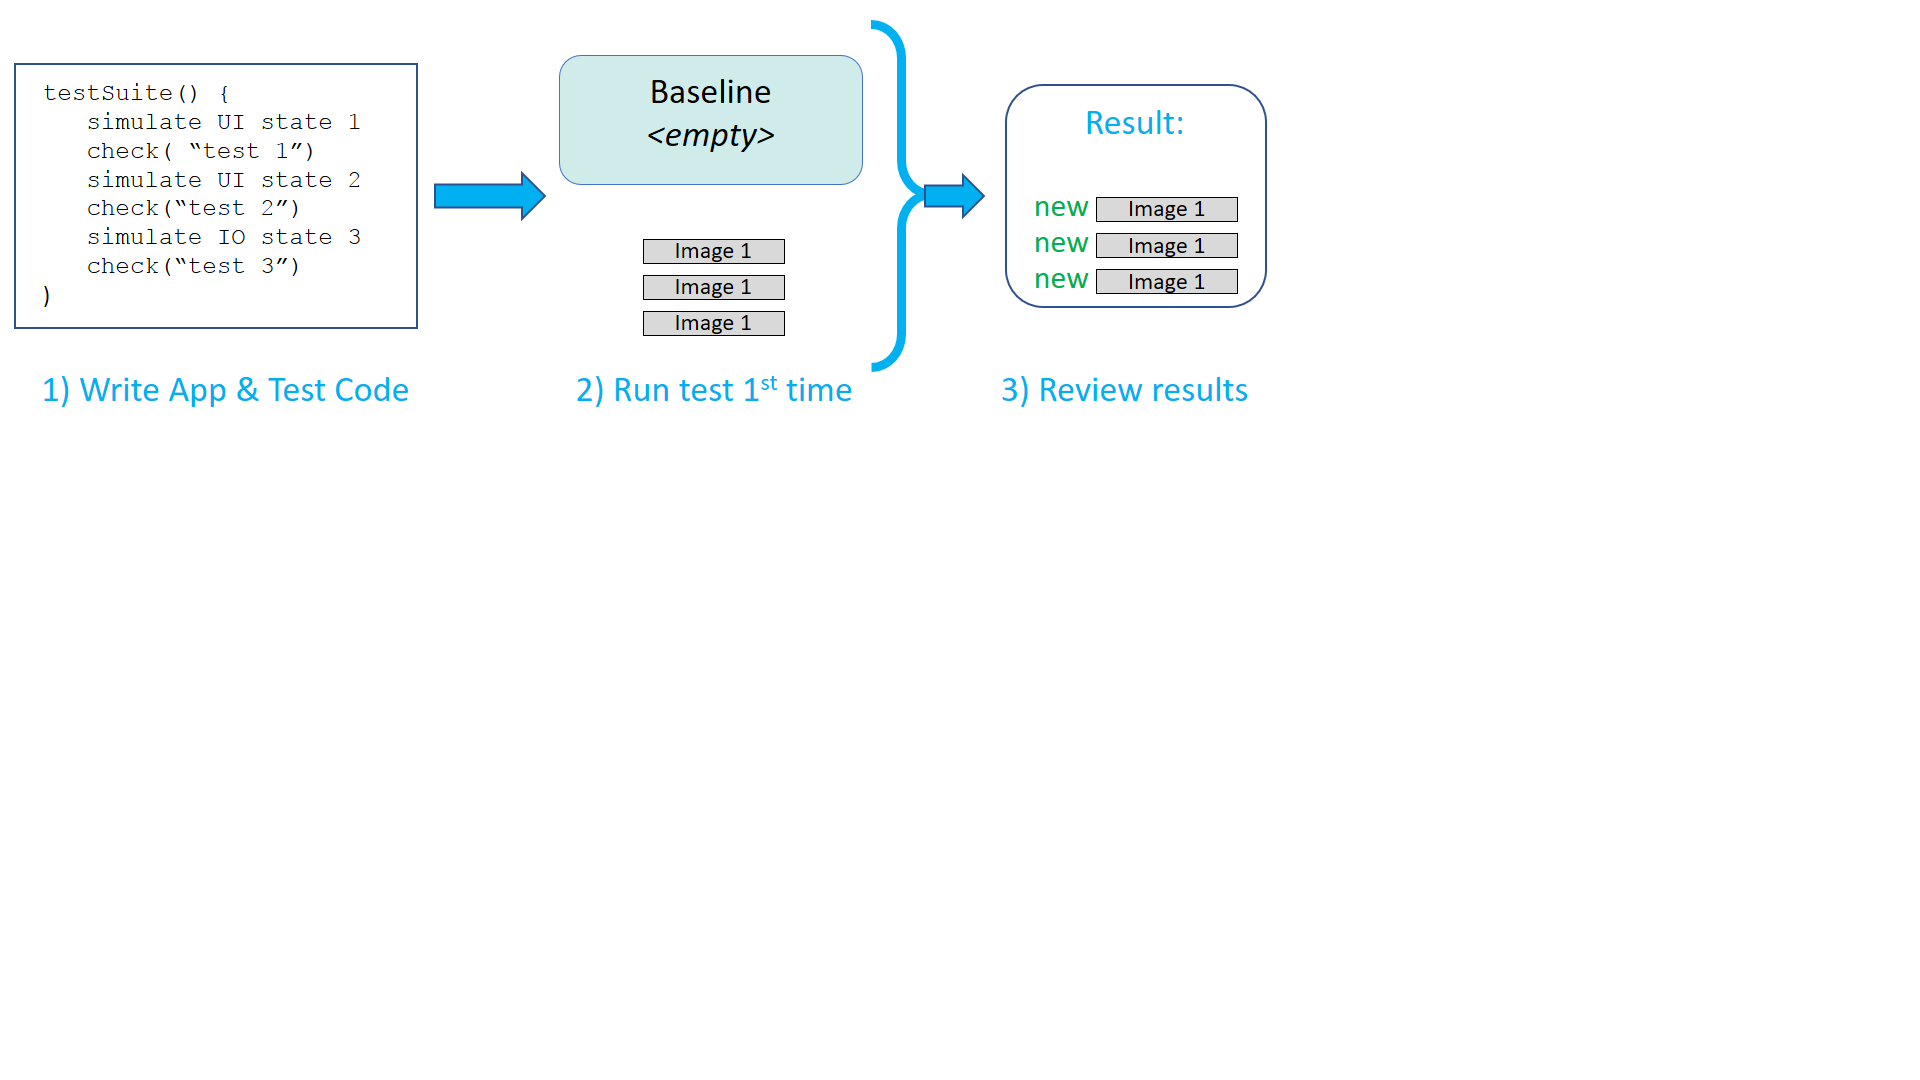 testSuite() {
simulate UI state 1
check( “test 1”)
simulate UI state 2
check(“test 2”)
simulate IO state 3
check(“test 3”)
)
1) Write App & Test Code
Baseline
<empty>
Image 1
Image 1
Image 1
2) Run test 1st time
Result:
new Image 1
new Image 1
new Image 1
3) Review results